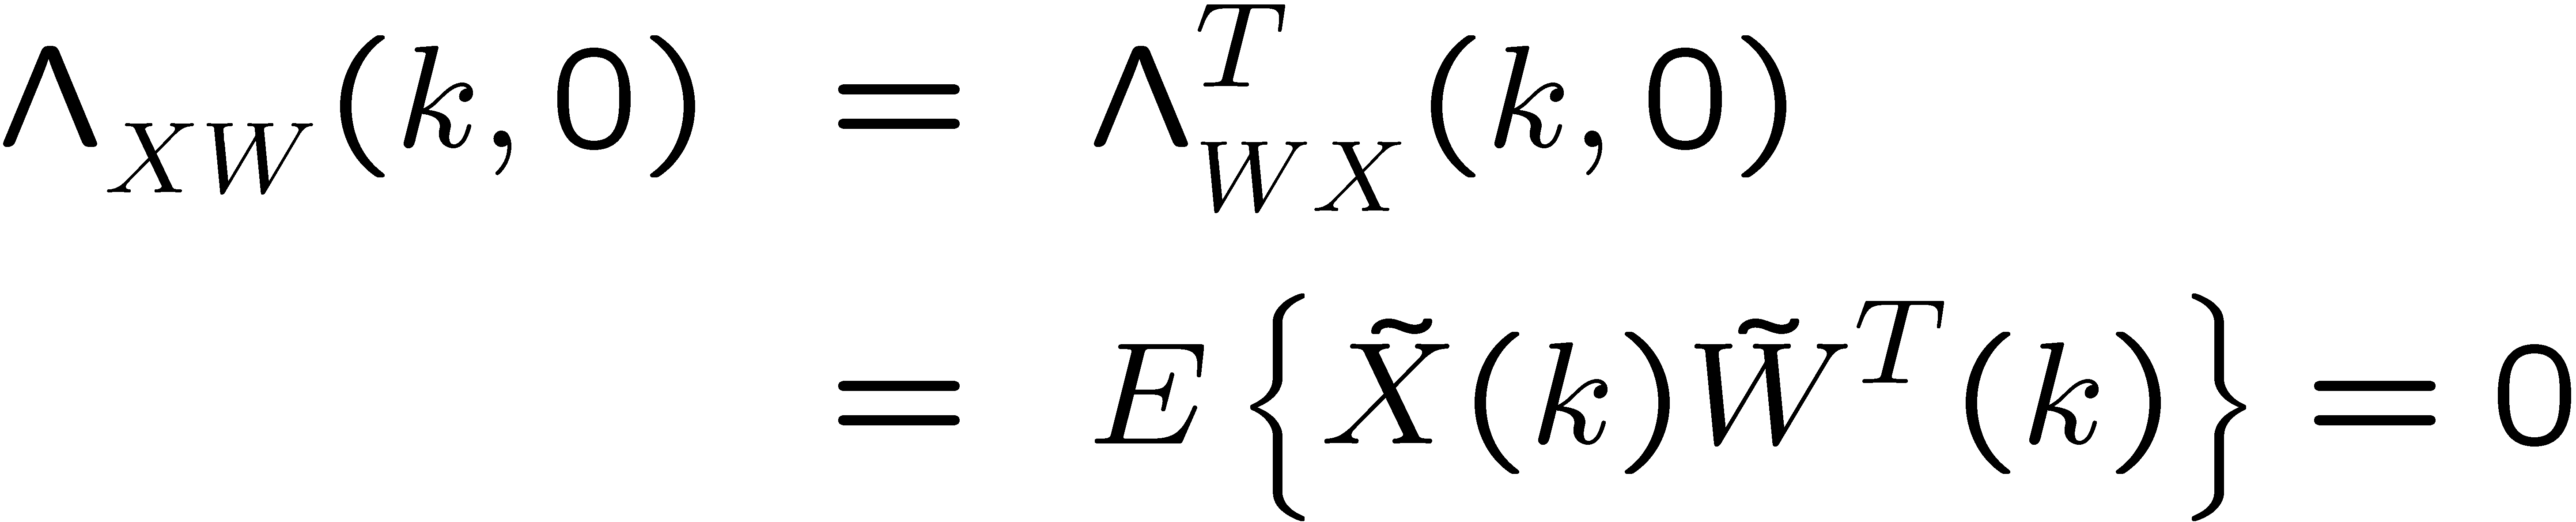 Λ_{XW}(k, 0) = Λ^T_{WX}(k, 0)
= E{X̃(k)W̃^T(k)} = 0